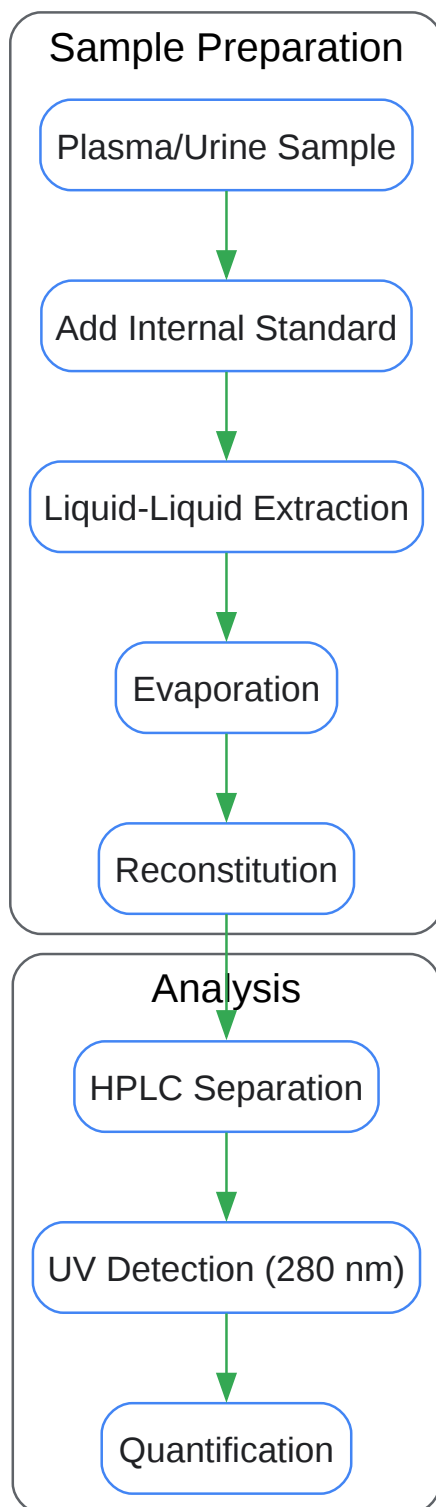 Sample Preparation
Plasma/Urine Sample
Add Internal Standard
Liquid-Liquid Extraction
Evaporation
Reconstitution
Analysis
HPLC Separation
UV Detection (280 nm)
Quantification